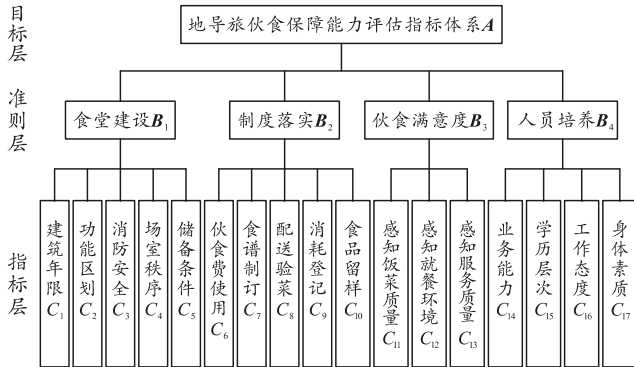 目标层
地导旅伙食保障能力评估指标体系A
准则层
食堂建设B₁
制度落实B₂
伙食满意度B₃
人员培养B₄
指标层
建筑年限C₁
功能区划C₂
消防安全C₃
场室秩序C₄
储备条件C₅
伙食费使用C₆
食谱制订C₇
配送验菜C₈
消耗登记C₉
食品留样C₁₀
感知饭菜质量C₁₁
感知就餐环境C₁₂
感知服务质量C₁₃
业务能力C₁₄
学历层次C₁₅
工作态度C₁₆
身体素质C₁₇